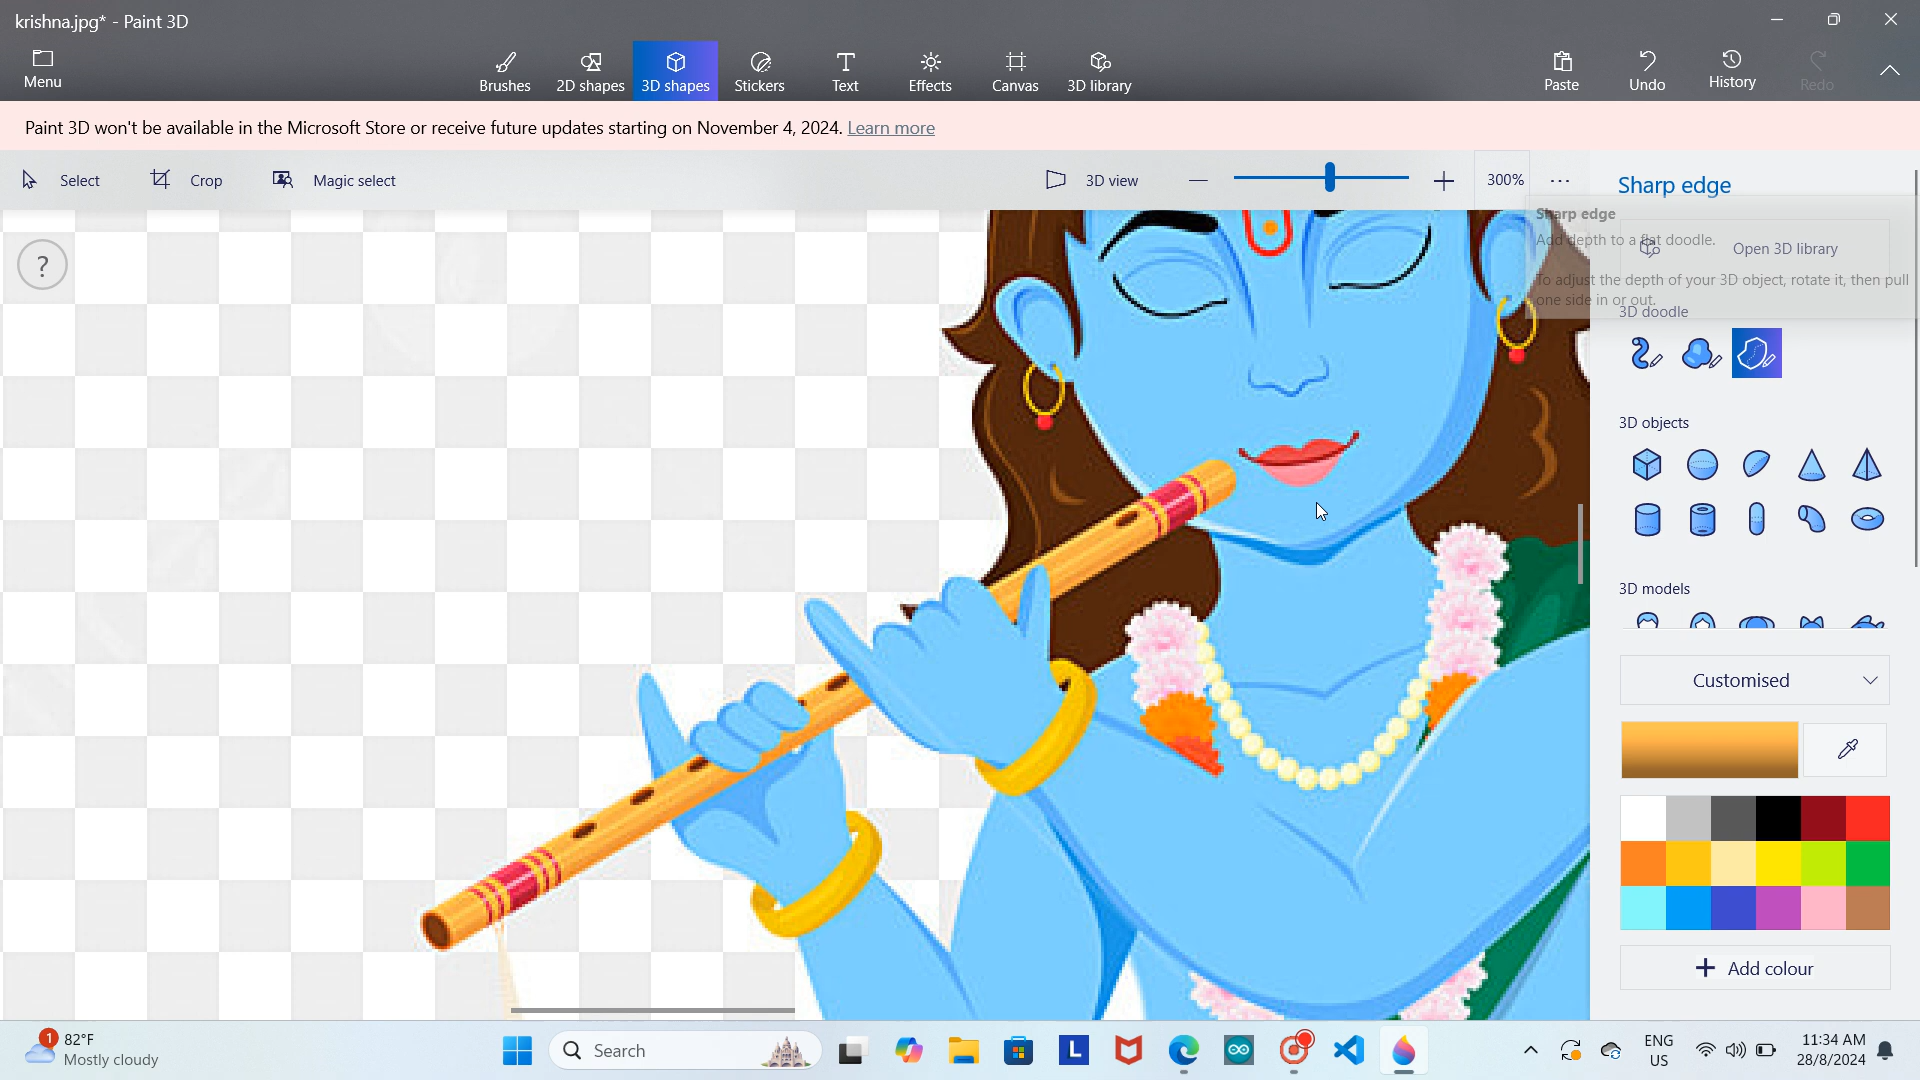 krishna.jpg* - Paint 3D
Menu
Brushes
2D shapes
3D shapes
Stickers
Text
Effects
Canvas
3D library
Paste
Undo
History
Redo
Paint 3D won't be available in the Microsoft Store or receive future updates starting on November 4, 2024. Learn more
Select
Crop
Magic select
3D view
300%
Sharp edge
Sharp edge
Add depth to a flat doodle.
Open 3D library
To adjust the depth of your 3D object, rotate it, then pull
one side in or out.
3D doodle
?
3D objects
3D models
Customised
Add colour
1
82°F
Mostly cloudy
Search
L
ENG
US
11:34 AM
28/8/2024